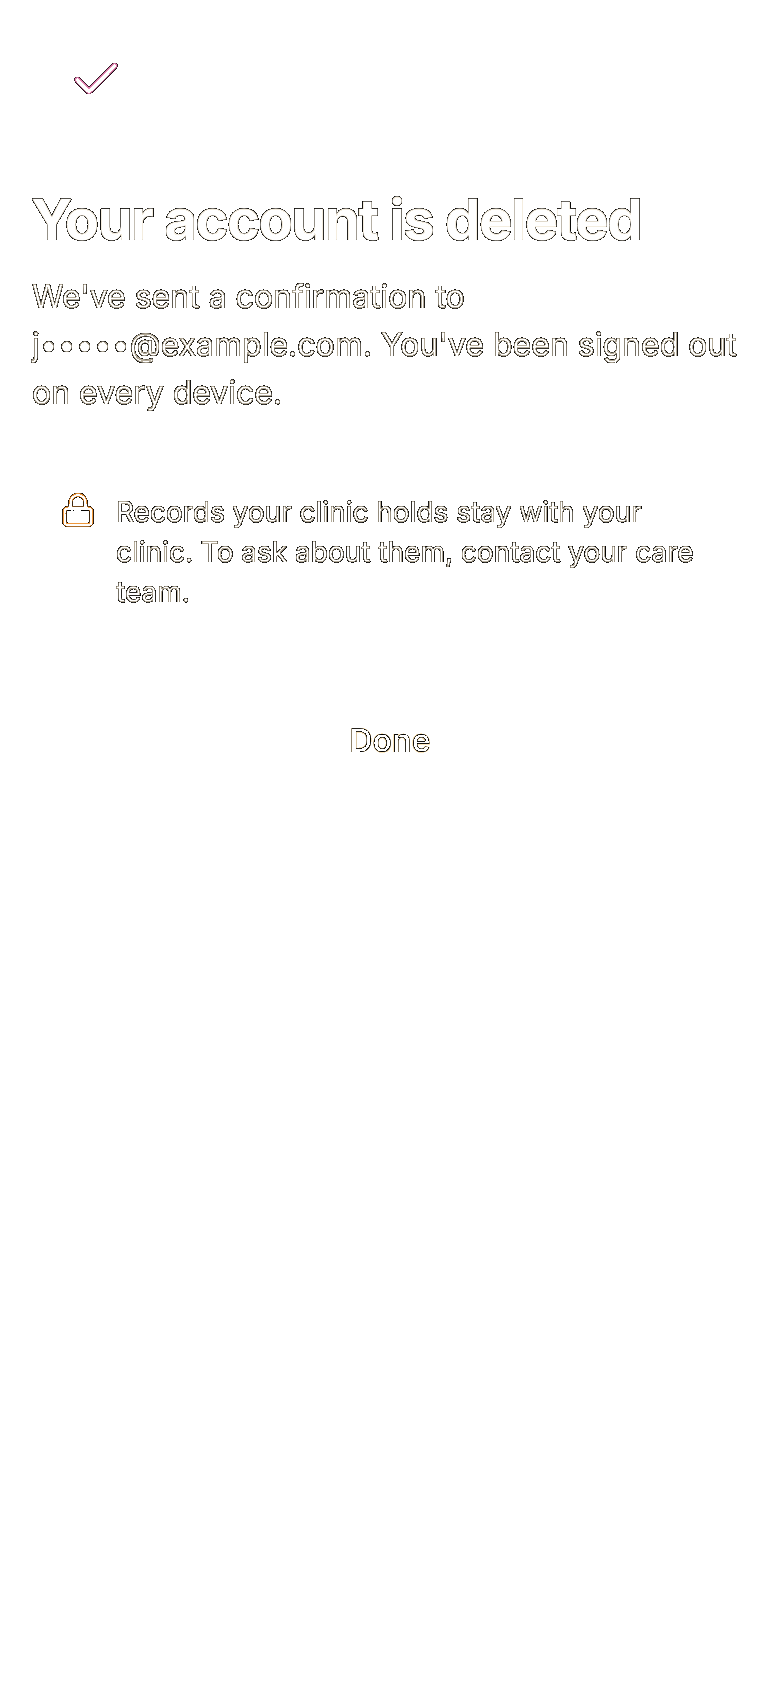 Your account is deleted
We've sent a confirmation to
j•••••@example.com. You've been signed out
on every device.
Records your clinic holds stay with your
clinic. To ask about them, contact your care
team.
Done